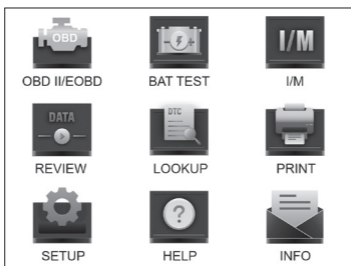 OBD
I/M
OBD II/EOBD BAT TEST I/M
DATA
DTC
REVIEW LOOKUP PRINT
?
SETUP HELP INFO